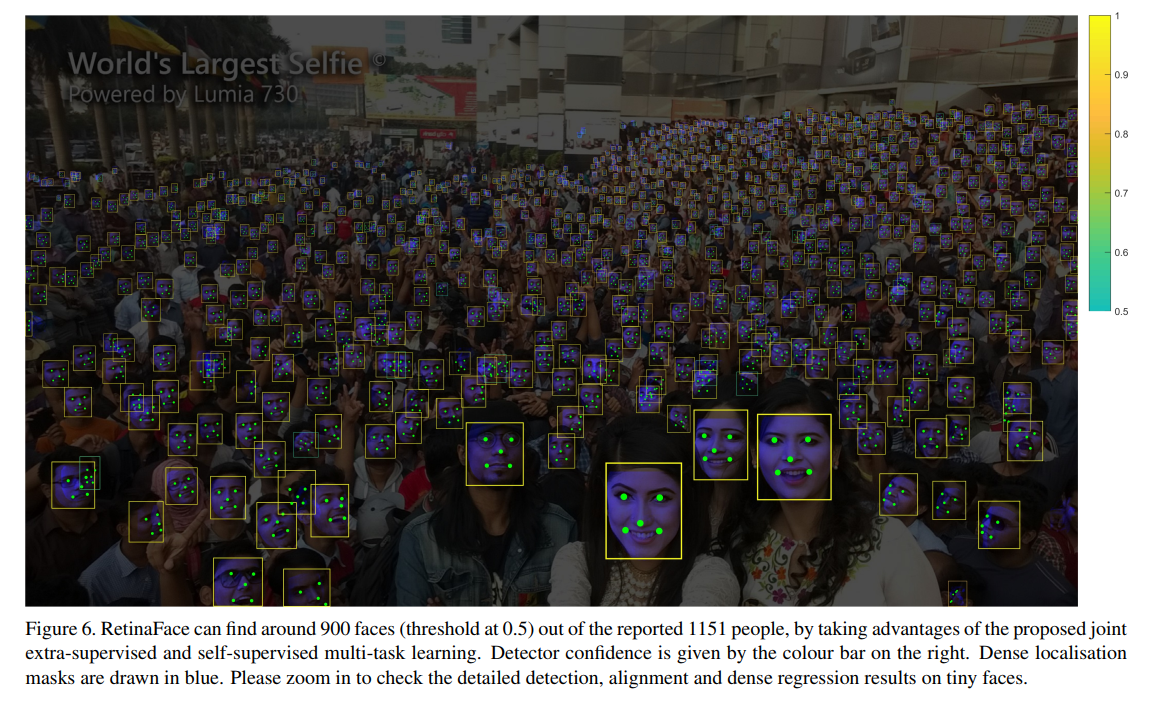 World's Largest Selfie ©
Powered by Lumia 730
1
0.9
0.8
0.7
0.6
0.5
Figure 6. RetinaFace can find around 900 faces (threshold at 0.5) out of the reported 1151 people, by taking advantages of the proposed joint
extra-supervised and self-supervised multi-task learning. Detector confidence is given by the colour bar on the right. Dense localisation
masks are drawn in blue. Please zoom in to check the detailed detection, alignment and dense regression results on tiny faces.